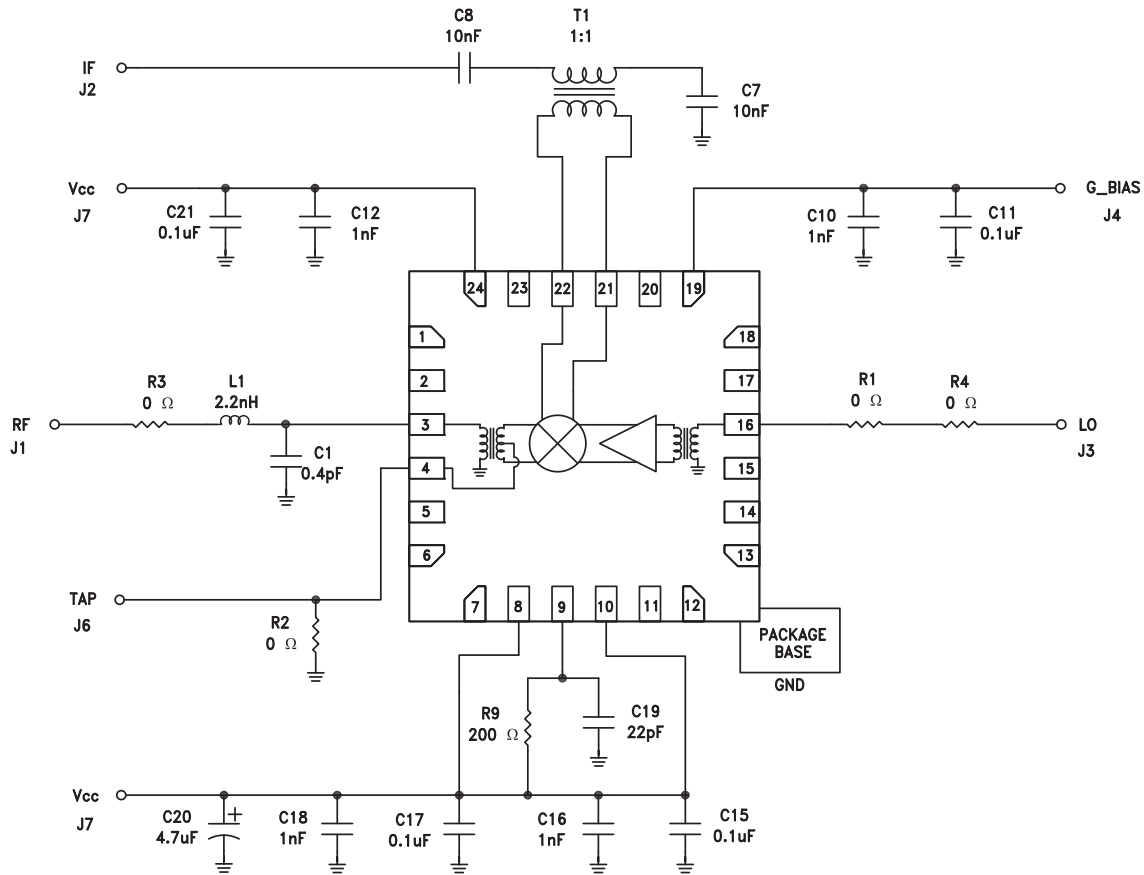 C8
10nF
T1
1:1
IF
J2
C7
10nF
Vcc
J7
C21
0.1uF
C12
1nF
C10
1nF
C11
0.1uF
G_BIAS
J4
24
23
22
21
20
19
1
2
3
4
5
6
18
17
16
15
14
13
7
8
9
10
11
12
RF
J1
R3
0 Ω
L1
2.2nH
C1
0.4pF
R1
0 Ω
R4
0 Ω
LO
J3
TAP
J6
R2
0 Ω
PACKAGE
BASE
GND
R9
200 Ω
C19
22pF
Vcc
J7
C20
4.7uF
+
C18
1nF
C17
0.1uF
C16
1nF
C15
0.1uF